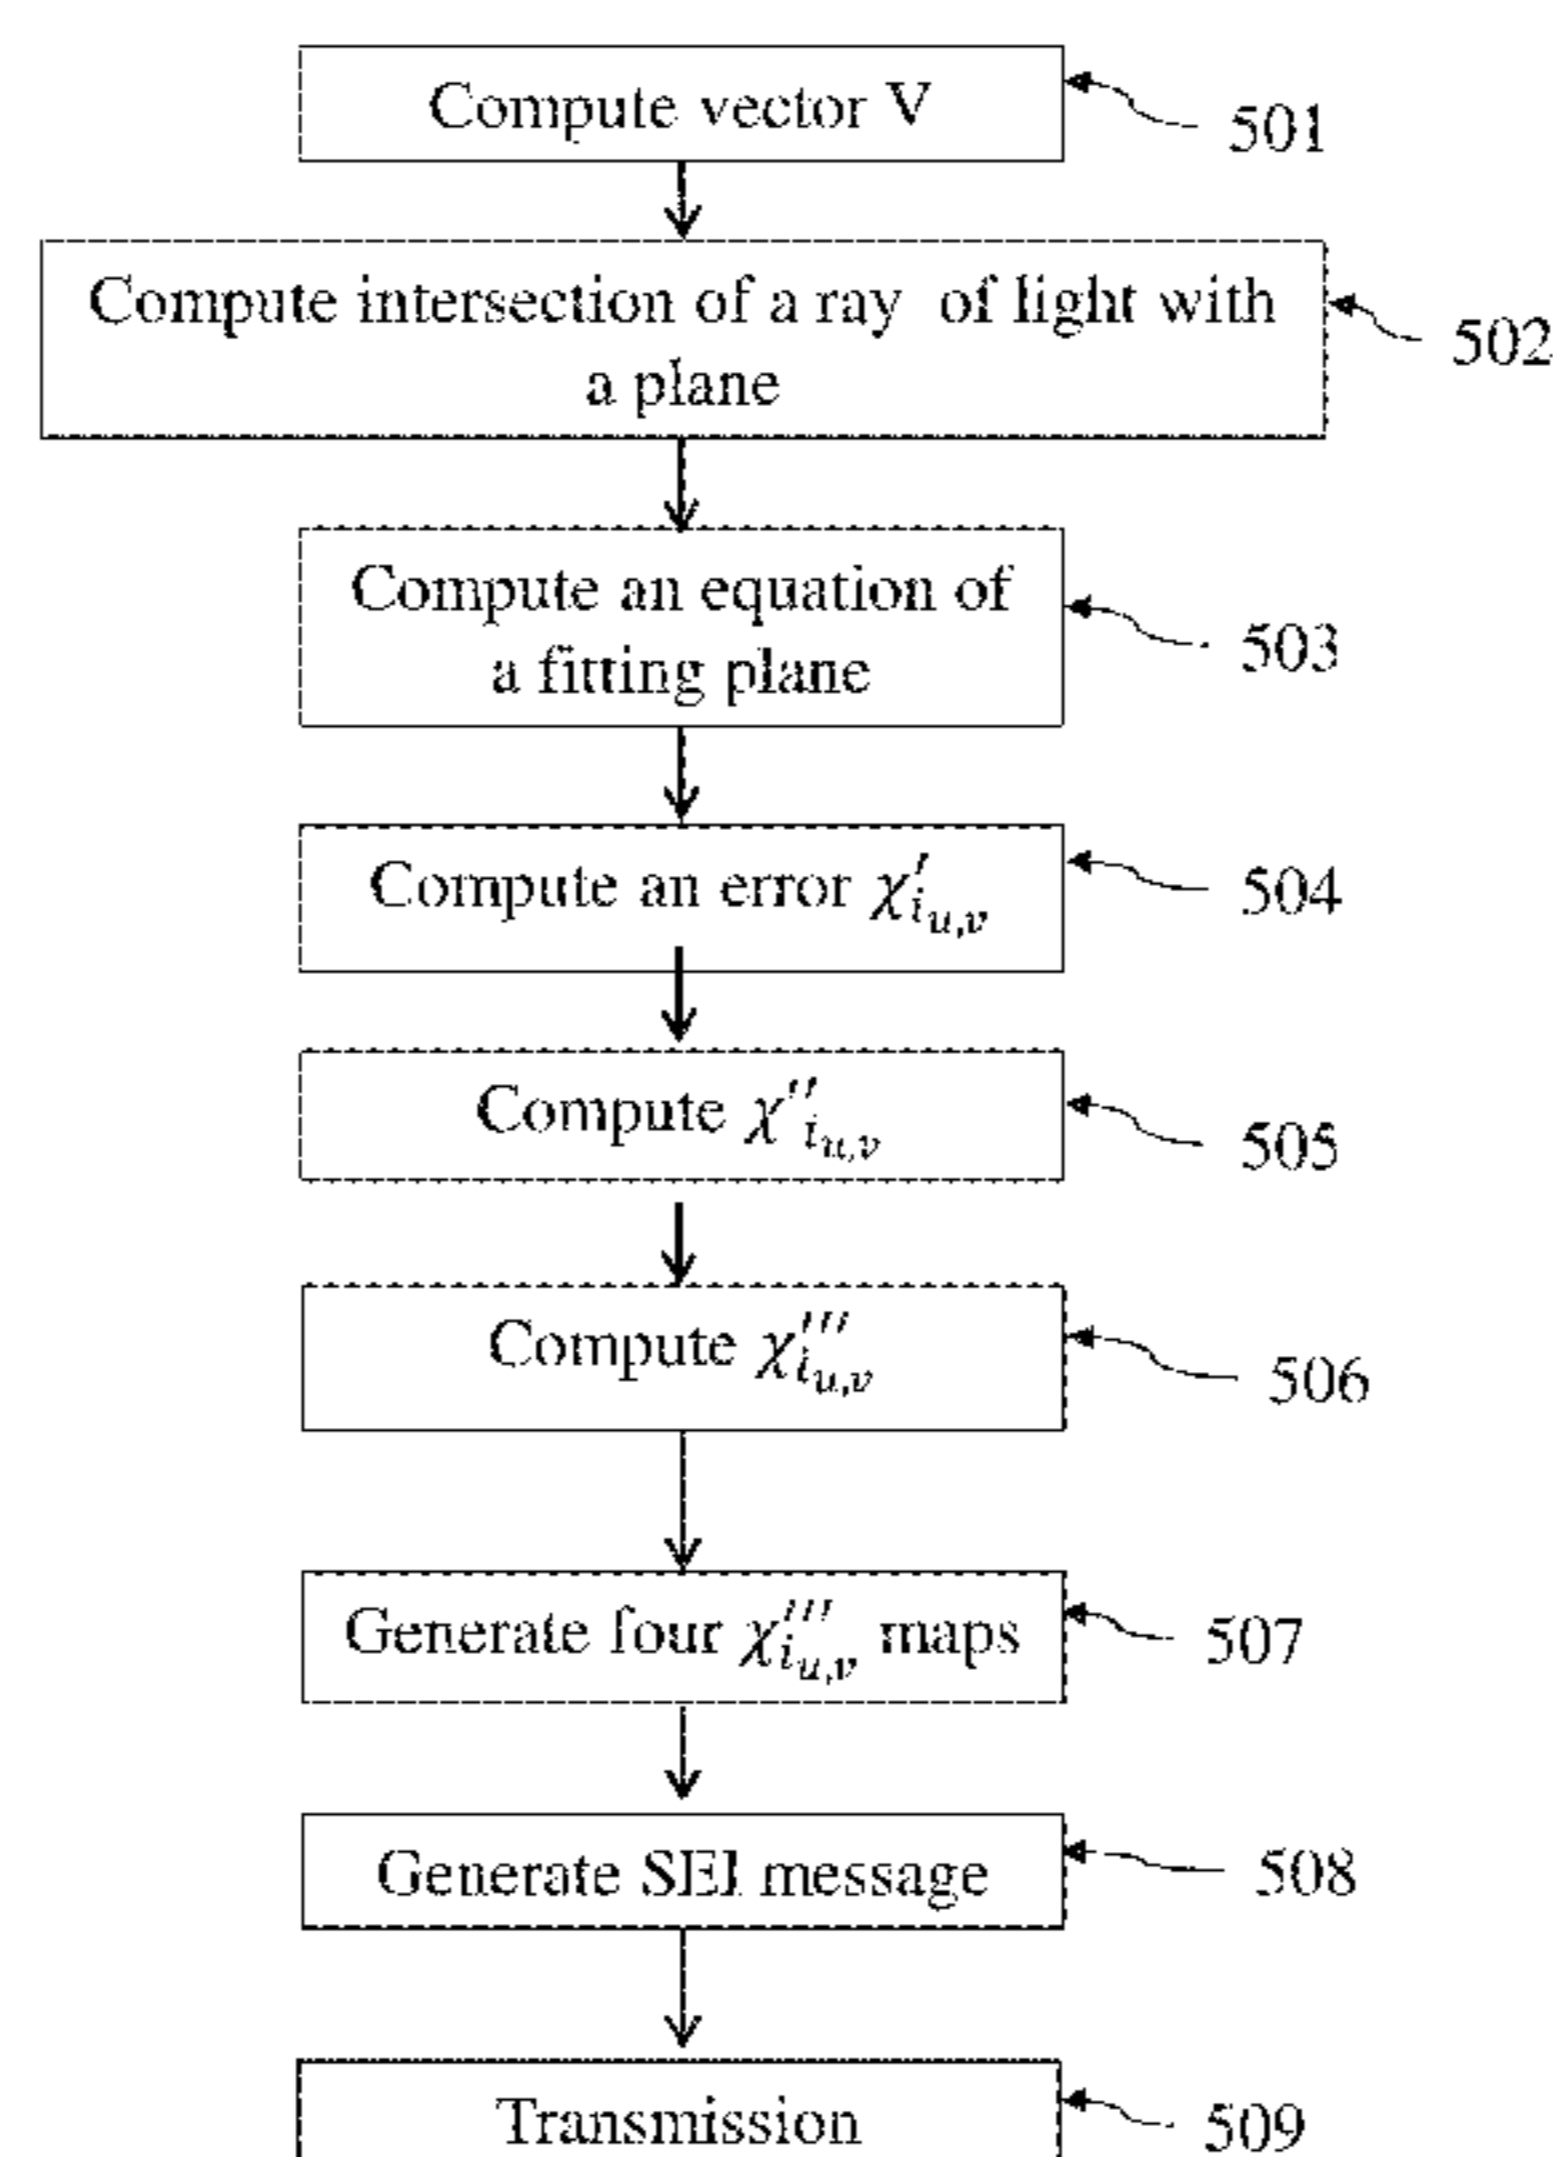 Compute vector V
501
Compute intersection of a ray of light with
a plane
502
Compute an equation of
a fitting plane
503
Compute an error χ′iu,v
504
Compute χ″iu,v
505
Compute χ‴iu,v
506
Generate four χ‴iu,v maps
507
Generate SEI message
508
Transmission
509